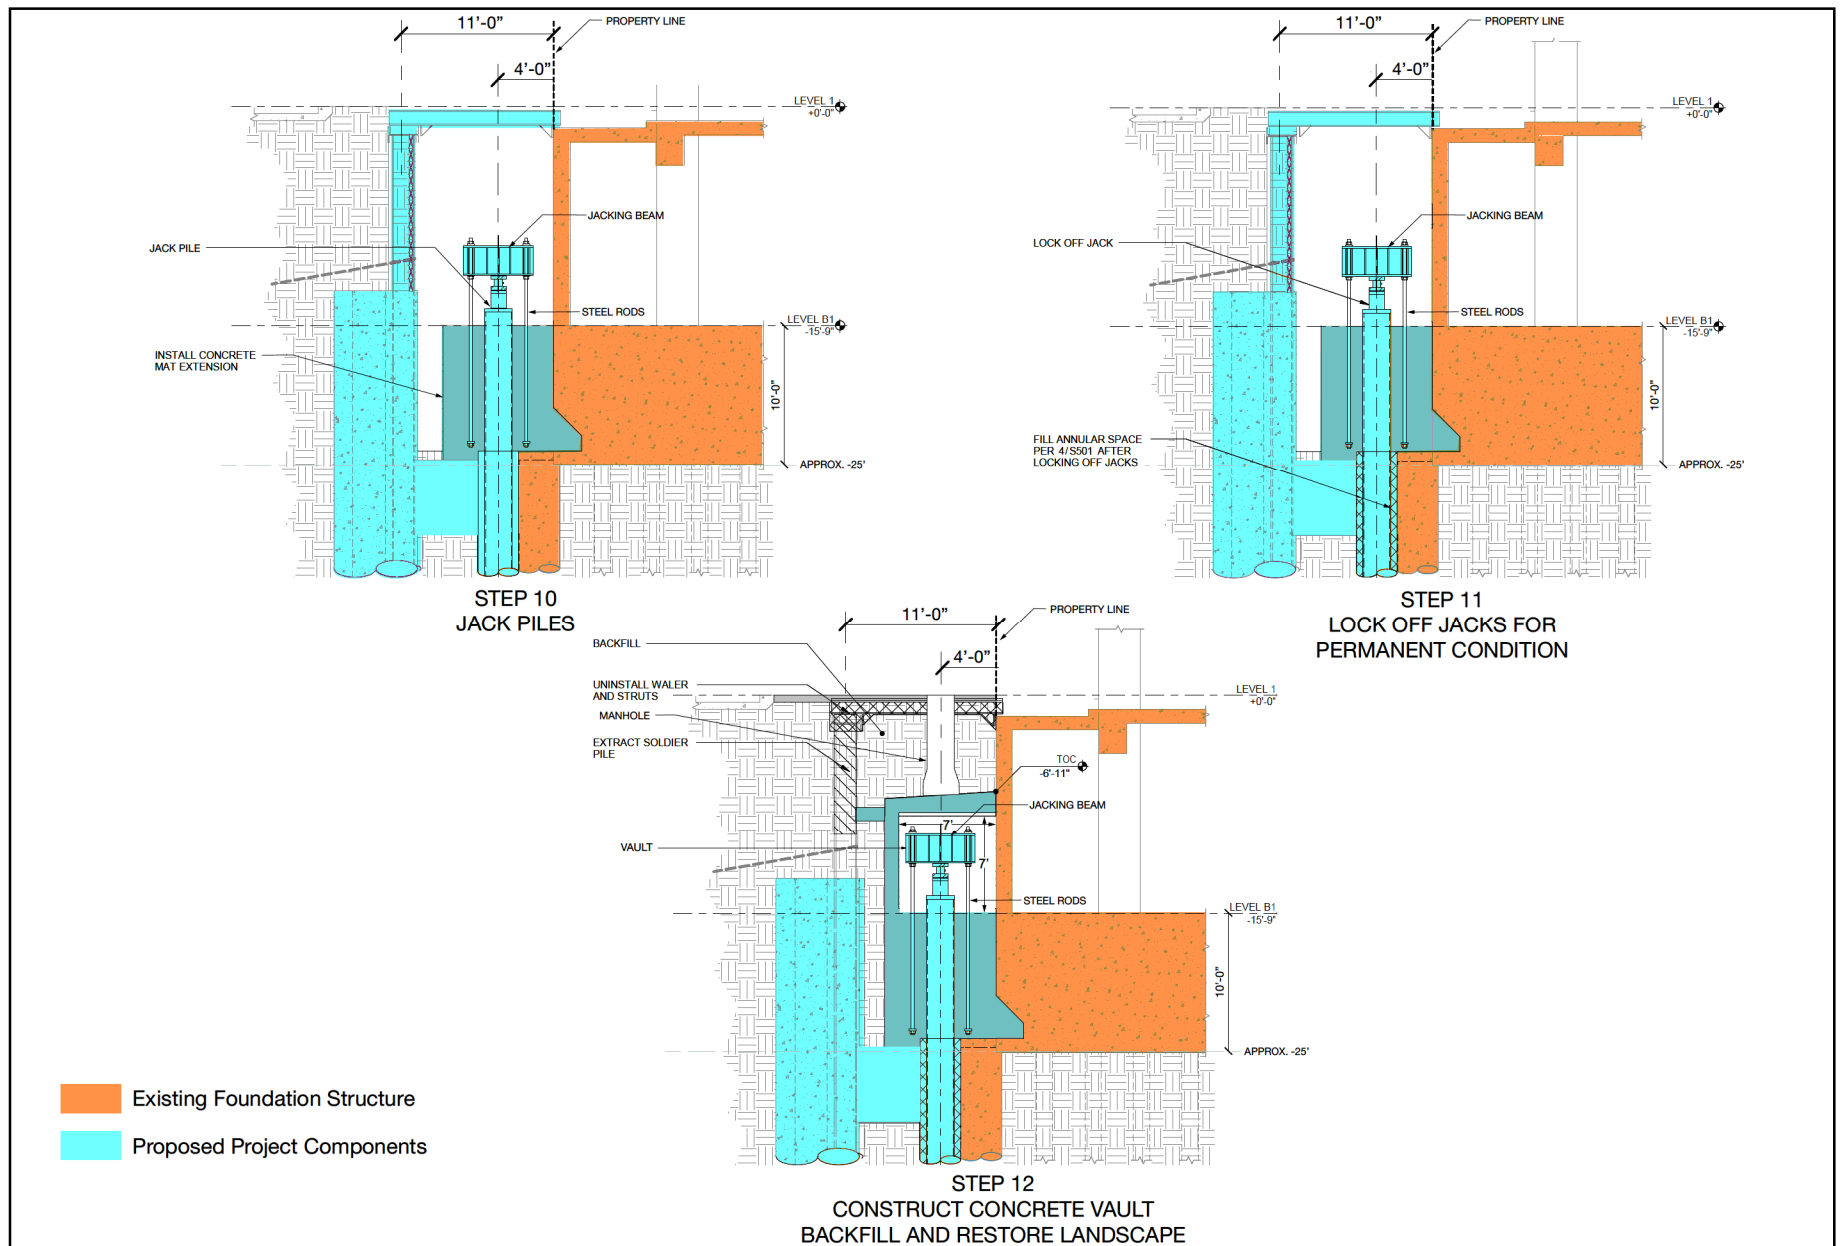 11'-0"
PROPERTY LINE
4'-0"
LEVEL 1
+0'-0"
JACKING BEAM
JACK PILE
STEEL RODS
LEVEL B1
-15'-9"
INSTALL CONCRETE
MAT EXTENSION
10'-0"
APPROX. -25'
STEP 10
JACK PILES
11'-0"
PROPERTY LINE
4'-0"
LEVEL 1
+0'-0"
JACKING BEAM
LOCK OFF JACK
STEEL RODS
LEVEL B1
-15'-9"
10'-0"
FILL ANNULAR SPACE
PER 4/S501 AFTER
LOCKING OFF JACKS
APPROX. -25'
STEP 11
LOCK OFF JACKS FOR
PERMANENT CONDITION
11'-0"
PROPERTY LINE
BACKFILL
4'-0"
UNINSTALL WALER
AND STRUTS
LEVEL 1
+0'-0"
MANHOLE
EXTRACT SOLDIER
PILE
TOC
-6'-11"
JACKING BEAM
7'
VAULT
7'
STEEL RODS
LEVEL B1
-15'-9"
10'-0"
APPROX. -25'
STEP 12
CONSTRUCT CONCRETE VAULT
BACKFILL AND RESTORE LANDSCAPE
Existing Foundation Structure
Proposed Project Components